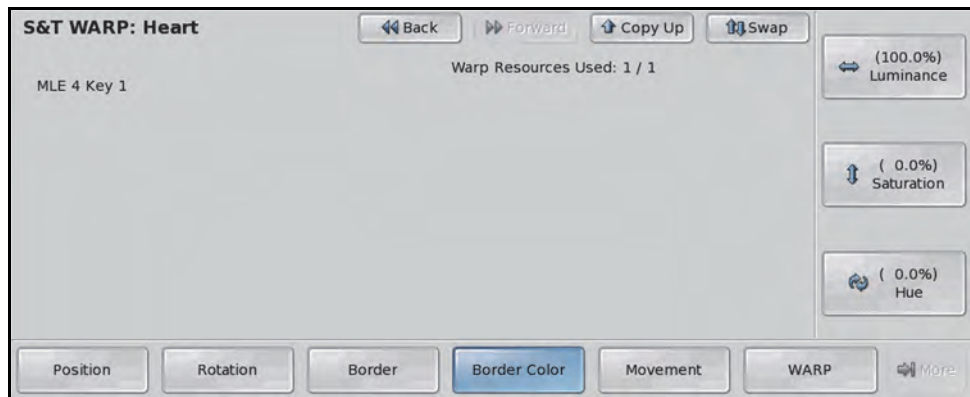 S&T WARP: Heart
Back
Forward
Copy Up
Swap
MLE 4 Key 1
Warp Resources Used: 1 / 1
(100.0%)
Luminance
( 0.0%)
Saturation
( 0.0%)
Hue
Position
Rotation
Border
Border Color
Movement
WARP
More